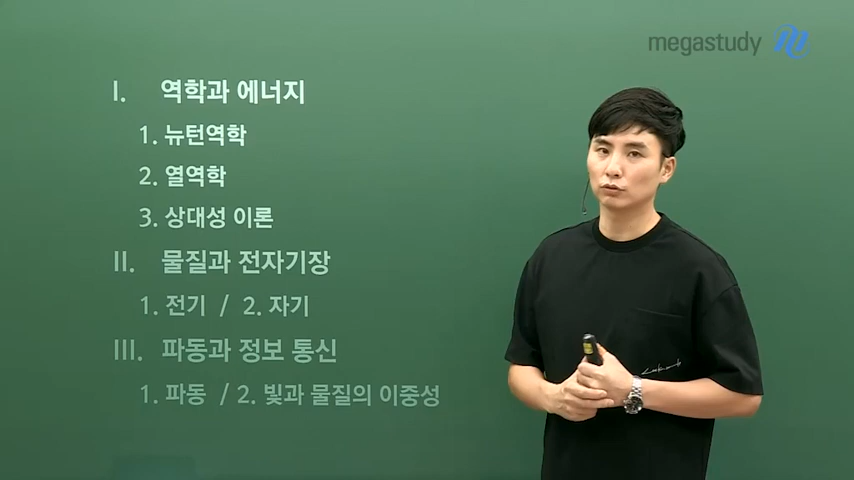 megastudy
I. 역학과 에너지
1. 뉴턴역학
2. 열역학
3. 상대성 이론
II. 물질과 전자기장
1. 전기 / 2. 자기
III. 파동과 정보 통신
1. 파동 / 2. 빛과 물질의 이중성